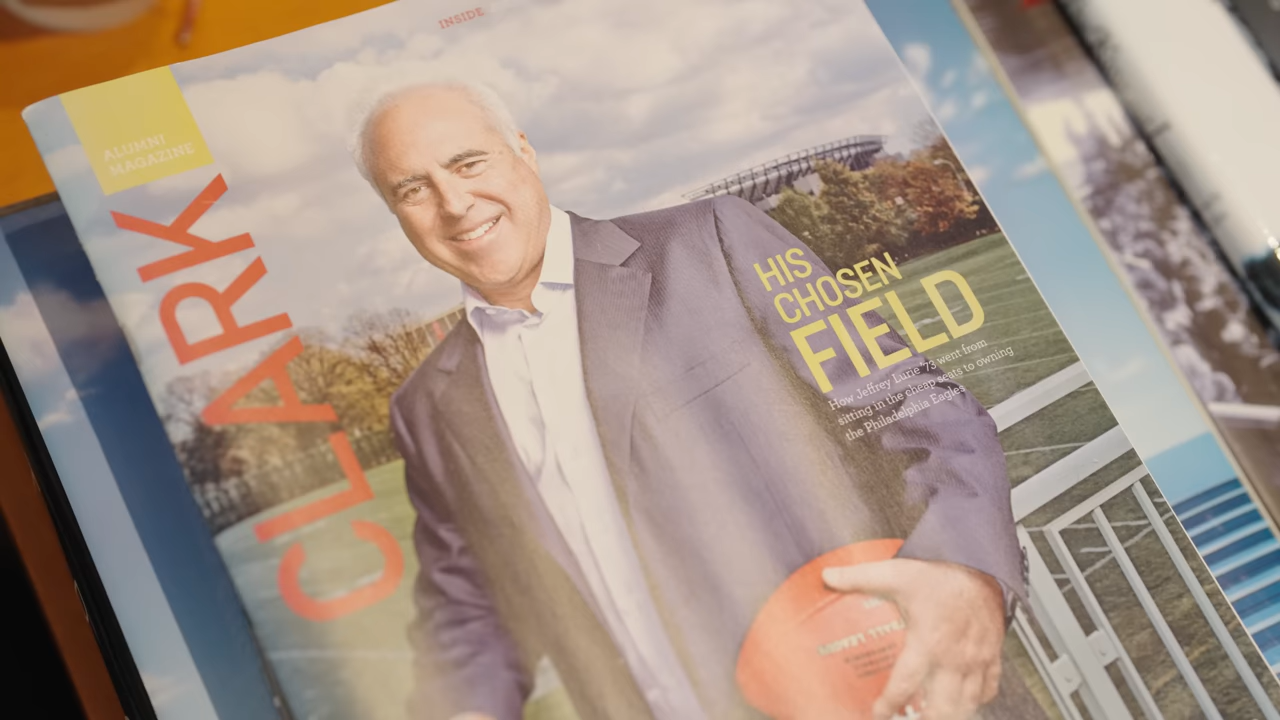 INSIDE
ALUMNI
MAGAZINE
CLARK
HIS
CHOSEN
FIELD
How Jeffrey Lurie '73 went from
sitting in the cheap seats to owning
the Philadelphia Eagles